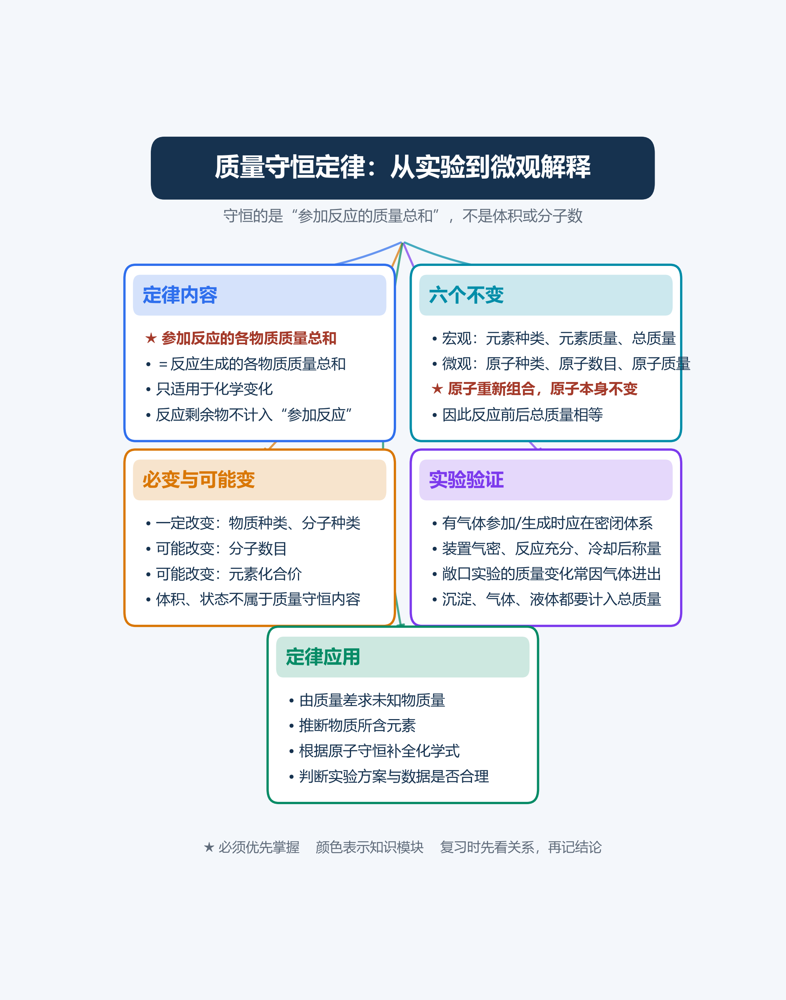 质量守恒定律：从实验到微观解释
守恒的是“参加反应的质量总和”，不是体积或分子数
定律内容
★ 参加反应的各物质质量总和
• ＝反应生成的各物质质量总和
• 只适用于化学变化
• 反应剩余物不计入“参加反应”
六个不变
• 宏观：元素种类、元素质量、总质量
• 微观：原子种类、原子数目、原子质量
★ 原子重新组合，原子本身不变
• 因此反应前后总质量相等
必变与可能变
• 一定改变：物质种类、分子种类
• 可能改变：分子数目
• 可能改变：元素化合价
• 体积、状态不属于质量守恒内容
实验验证
• 有气体参加/生成时应在密闭体系
• 装置气密、反应充分、冷却后称量
• 敞口实验的质量变化常因气体进出
• 沉淀、气体、液体都要计入总质量
定律应用
• 由质量差求未知物质量
• 推断物质所含元素
• 根据原子守恒补全化学式
• 判断实验方案与数据是否合理
★ 必须优先掌握　颜色表示知识模块　复习时先看关系，再记结论